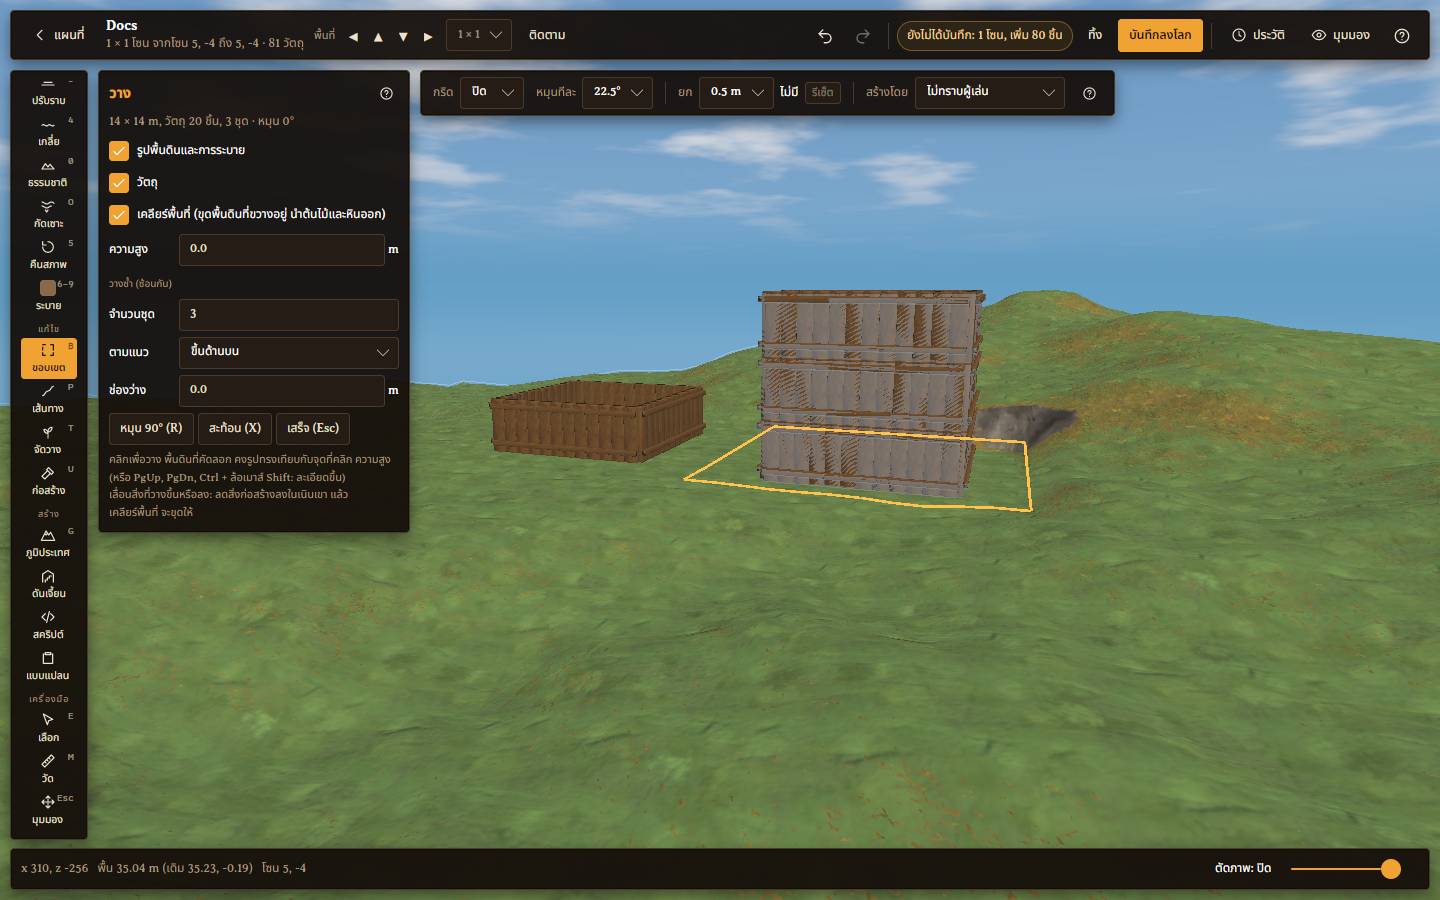 แผนที่
Docs
1 × 1 โซน จากโซน 5, -4 ถึง 5, -4 · 81 วัตถุ
พื้นที่
◀ ▲ ▼ ▶
1 × 1
ติดตาม
ยังไม่ได้บันทึก: 1 โซน, เพิ่ม 80 ชิ้น
ทิ้ง
บันทึกลงโลก
ประวัติ
มุมมอง
กริด
ปิด
หมุนทีละ
22.5°
ยก
0.5 m
ไม่มี
รีเซ็ต
สร้างโดย
ไม่ทราบผู้เล่น
ปรับราบ
4
เกลี่ย
0
ธรรมชาติ
O
กัดเซาะ
5
คืนสภาพ
6–9
ระบาย
แก้ไข
B
ขอบเขต
P
เส้นทาง
T
จัดวาง
U
ก่อสร้าง
สร้าง
G
ภูมิประเทศ
ดันเจี้ยน
สคริปต์
แบบแปลน
เครื่องมือ
E
เลือก
M
วัด
Esc
มุมมอง
วาง
14 × 14 m, วัตถุ 20 ชิ้น, 3 ชุด · หมุน 0°
รูปพื้นดินและการระบาย
วัตถุ
เคลียร์พื้นที่ (ขุดพื้นดินที่ขวางอยู่ นำต้นไม้และหินออก)
ความสูง
0.0
m
วางซ้ำ (ซ้อนกัน)
จำนวนชุด
3
ตามแนว
ขึ้นด้านบน
ช่องว่าง
0.0
m
หมุน 90° (R)
สะท้อน (X)
เสร็จ (Esc)
คลิกเพื่อวาง พื้นดินที่คัดลอก คงรูปทรงเทียบกับจุดที่คลิก ความสูง
(หรือ PgUp, PgDn, Ctrl + ล้อเมาส์ Shift: ละเอียดขึ้น)
เลื่อนสิ่งที่วางขึ้นหรือลง: ลดสิ่งก่อสร้างลงในเนินเขา แล้ว
เคลียร์พื้นที่ จะขุดให้
x 310, z -256
พื้น 35.04 m (เดิม 35.23, -0.19)
โซน 5, -4
ตัดภาพ: ปิด